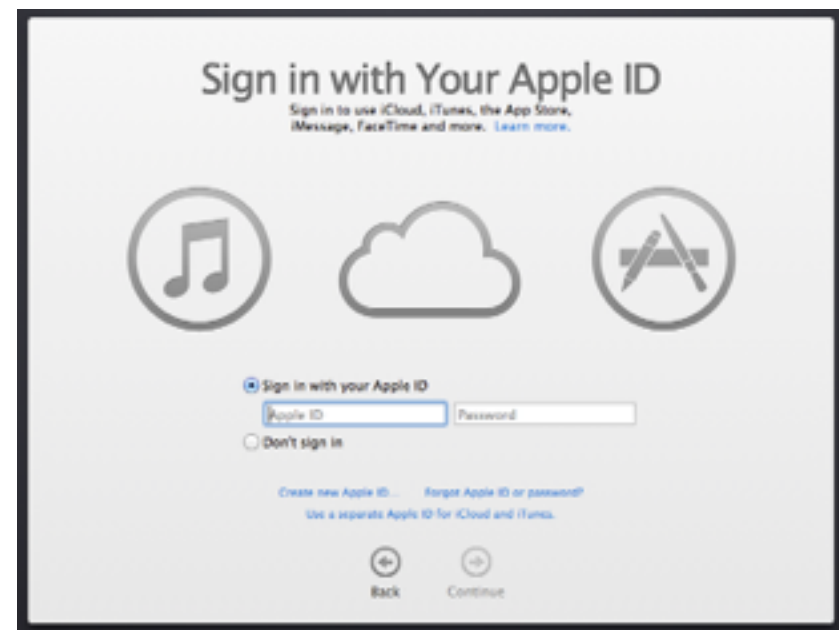 Sign in with Your Apple ID
Sign in to use iCloud, iTunes, the App Store,
iMessage, FaceTime and more. Learn more.
Sign in with your Apple ID
Apple ID Password
Don't sign in
Create new Apple ID... Forgot Apple ID or password?
Use a separate Apple ID for iCloud and iTunes.
Back Continue